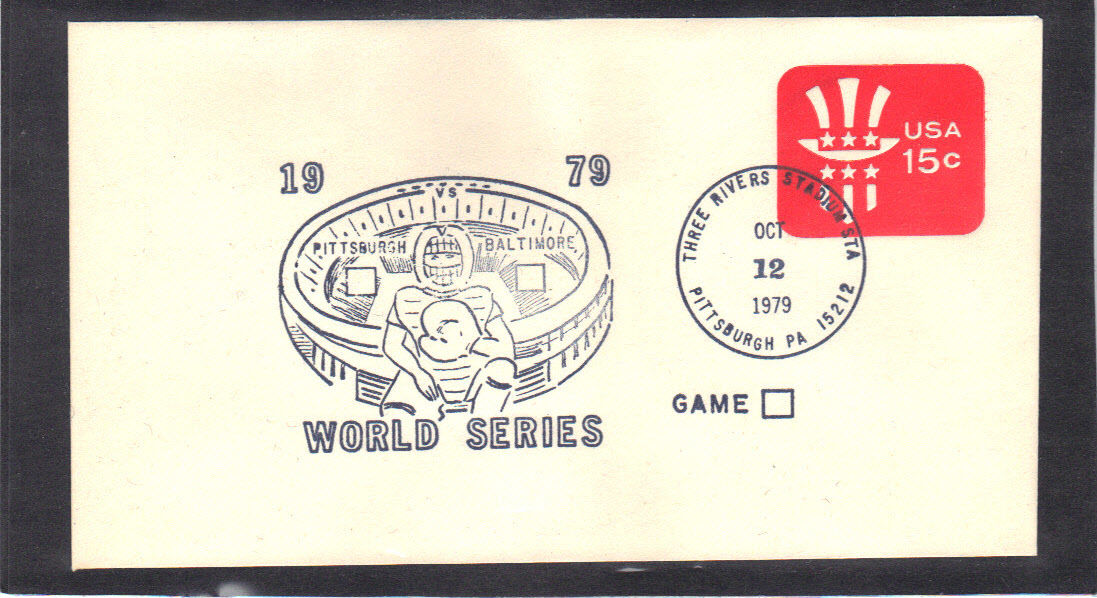 USA
15c
19 79
VS
PITTSBURGH BALTIMORE
WORLD SERIES
THREE RIVERS STADIUM STA
OCT
12
1979
PITTSBURGH PA 15212
GAME